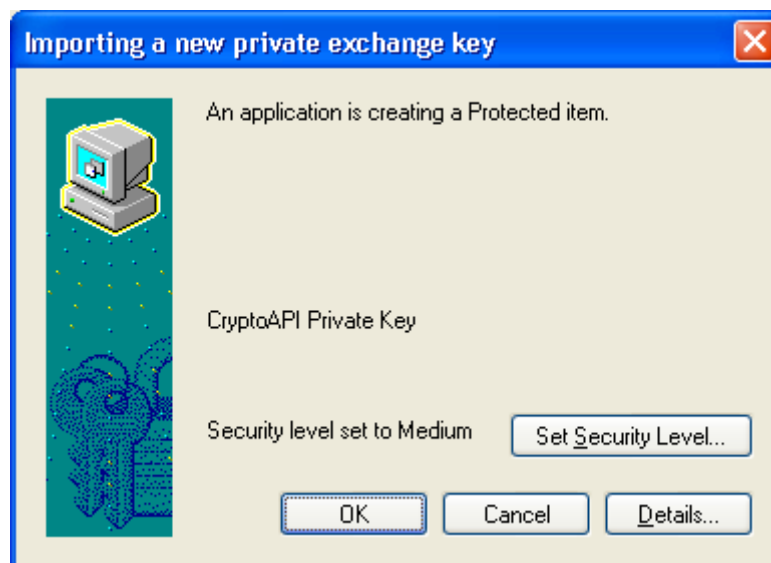 Importing a new private exchange key
An application is creating a Protected item.
CryptoAPI Private Key
Security level set to Medium
Set Security Level...
OK
Cancel
Details...